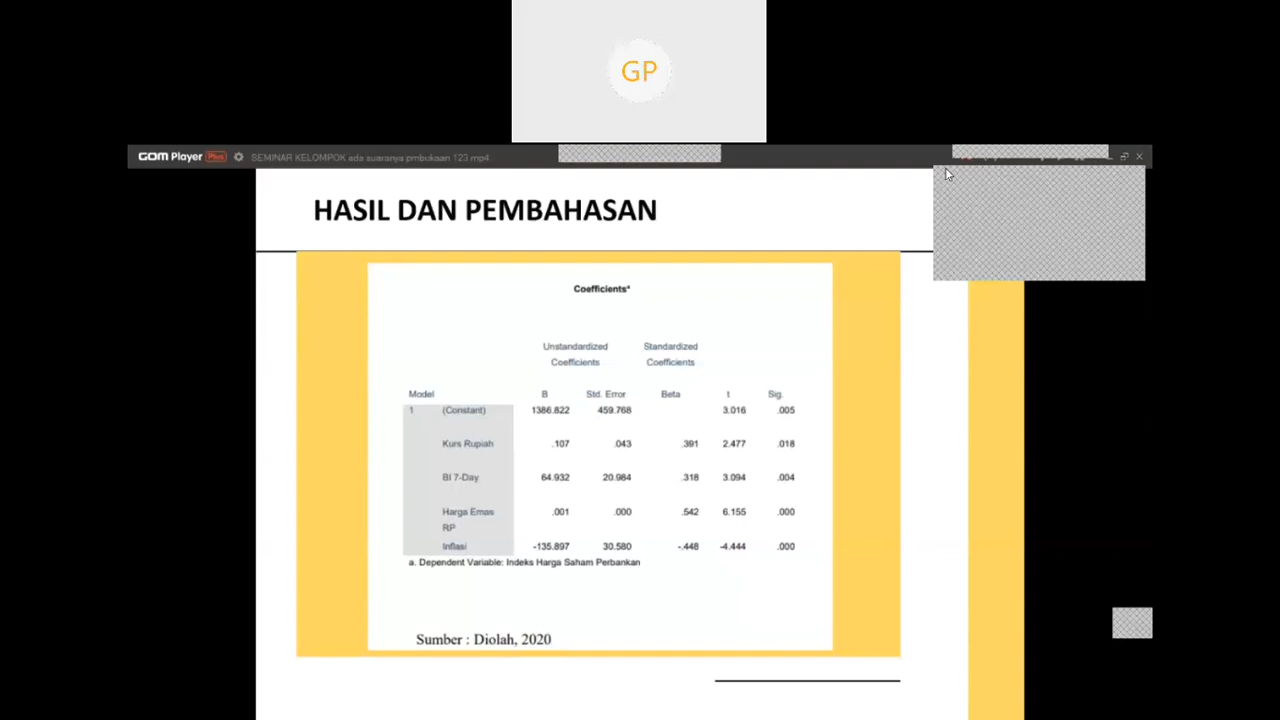 GP
GOM Player Plus SEMINAR KELOMPOK ada suaranya pmbukaan 123.mp4
HASIL DAN PEMBAHASAN
Coefficientsª
Unstandardized Standardized
Coefficients Coefficients
Model B Std. Error Beta t Sig.
1 (Constant) 1386.822 459.768 3.016 .005
Kurs Rupiah .107 .043 .391 2.477 .018
BI 7-Day 64.932 20.984 .318 3.094 .004
Harga Emas .001 .000 .542 6.155 .000
RP
Inflasi -135.897 30.580 -.448 -4.444 .000
a. Dependent Variable: Indeks Harga Saham Perbankan
Sumber : Diolah, 2020